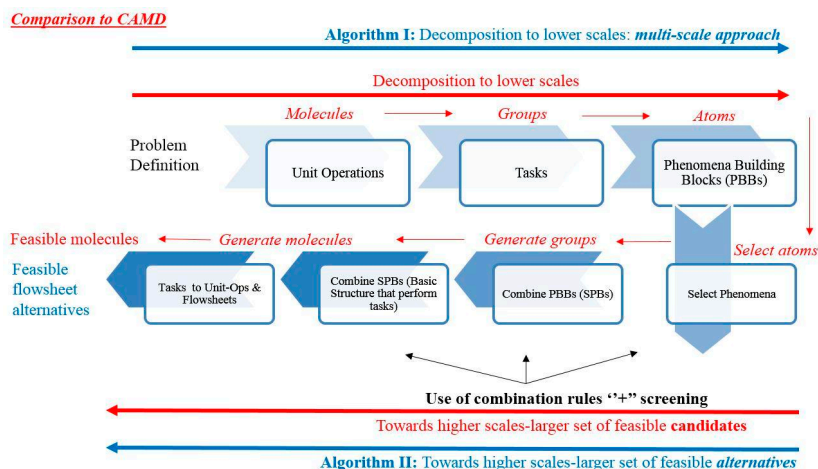 Comparison to CAMD
Algorithm I: Decomposition to lower scales: multi-scale approach
Decomposition to lower scales
Molecules
Groups
Atoms
Problem
Definition
Unit Operations
Tasks
Phenomena Building
Blocks (PBBs)
Feasible molecules
Generate molecules
Generate groups
Select atoms
Feasible
flowsheet
alternatives
Tasks to Unit-Ops &
Flowsheets
Combine SPBs (Basic
Structure that perform
tasks)
Combine PBBs (SPBs)
Select Phenomena
Use of combination rules ‘’+” screening
Towards higher scales-larger set of feasible candidates
Algorithm II: Towards higher scales-larger set of feasible alternatives